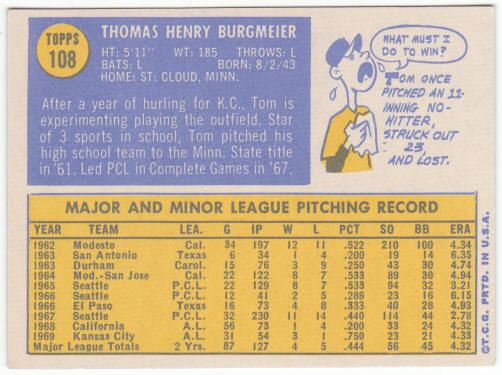 TOPPS
108
THOMAS HENRY BURGMEIER
HT: 5'11" WT: 185 THROWS: L
BATS: L BORN: 8/2/43
HOME: ST: CLOUD, MINN.
After a year of hurling for K.C., Tom is
experimenting playing the outfield. Star
of 3 sports in school, Tom pitched his
high school team to the Minn. State title
in '61. Led PCL in Complete Games in '67.
WHAT MUST I
DO TO WIN?
TOM ONCE
PITCHED AN 11-
INNING NO-
HITTER,
STRUCK OUT
23,
AND LOST.
MAJOR AND MINOR LEAGUE PITCHING RECORD
YEAR TEAM LEA. G IP W L PCT SO BB ERA
1962 Modesto Cal. 34 197 12 11 .522 210 100 4.34
1963 San Antonio Texas 6 34 1 4 .200 19 14 6.35
1963 Durham Carol. 15 76 3 9 .250 43 30 4.74
1964 Mod.-San Jose Cal. 22 122 8 7 .533 89 30 4.94
1965 Seattle P.C.L. 22 129 8 7 .533 94 32 3.21
1966 Seattle P.C.L. 12 41 2 5 .286 23 16 6.15
1966 El Paso Texas 16 73 4 8 .333 40 28 4.93
1967 Seattle P.C.L. 32 230 11 14 .440 114 44 2.78
1968 California A.L. 56 73 1 4 .200 33 24 4.32
1969 Kansas City A.L. 31 54 3 1 .750 23 21 4.33
Major League Totals 2 Yrs. 87 127 4 5 .444 56 45 4.32
©T.C.G. PRTD. IN U.S.A.